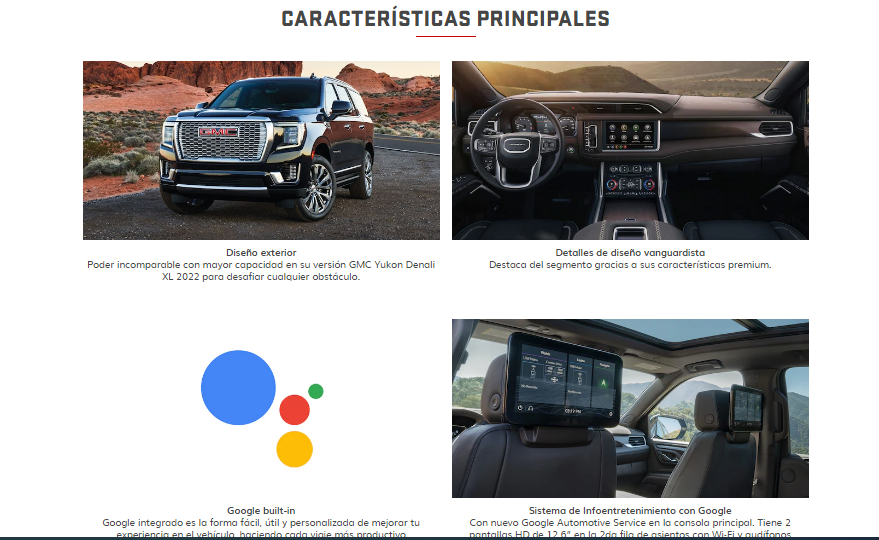 CARACTERÍSTICAS PRINCIPALES
GMC
Diseño exterior
Poder incomparable con mayor capacidad en su versión GMC Yukon Denali
XL 2022 para desafiar cualquier obstáculo.
Detalles de diseño vanguardista
Destaca del segmento gracias a sus características premium.
Google built-in
Google integrado es la forma fácil, útil y personalizada de mejorar tu
experiencia en el vehículo, haciendo cada viaje más productivo.
Sistema de Infoentretenimiento con Google
Con nuevo Google Automotive Service en la consola principal. Tiene 2
pantallas HD de 12.6" en la 2da fila de asientos con Wi-Fi y audífonos